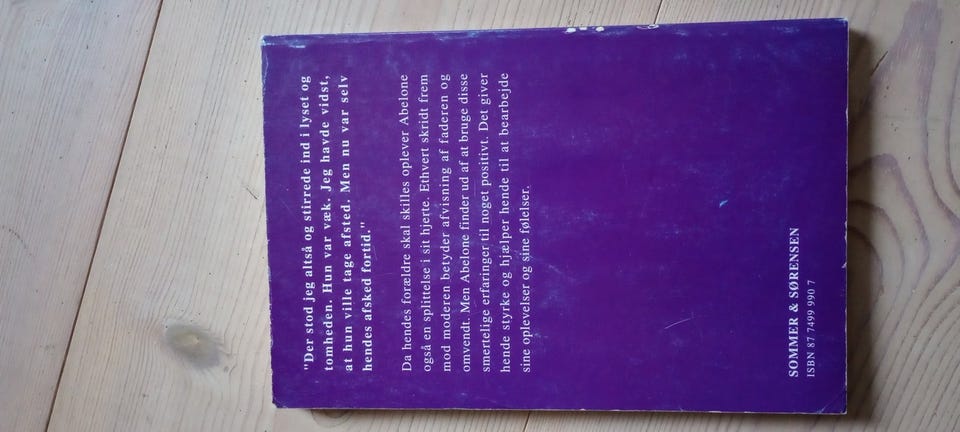 "Der stod jeg altså og stirrede ind i lyset og
tomheden. Hun var væk. Jeg havde vidst,
at hun ville tage afsted. Men nu var selv
hendes afsked fortid."
Da hendes forældre skal skilles oplever Abelone
også en splittelse i sit hjerte. Ethvert skridt frem
mod moderen betyder afvisning af faderen og
omvendt. Men Abelone finder ud af at bruge disse
smertelige erfaringer til noget positivt. Det giver
hende styrke og hjælper hende til at bearbejde
sine oplevelser og sine følelser.
SOMMER & SØRENSEN
ISBN 87 7499 990 7